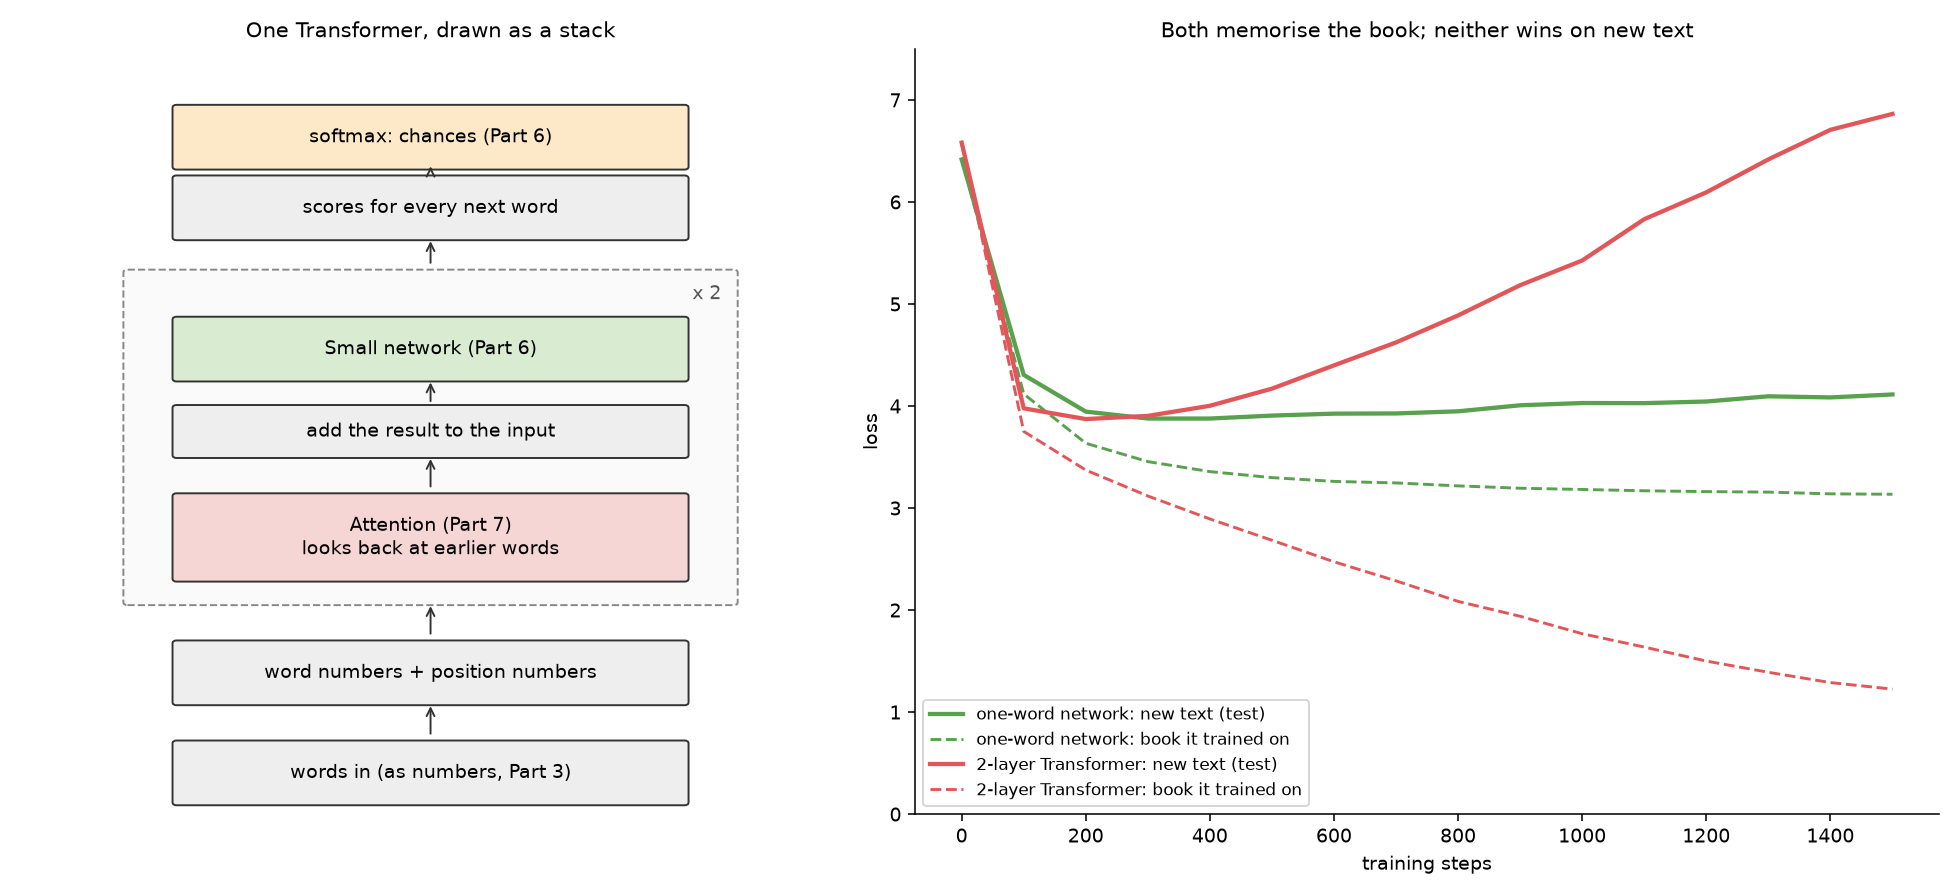 One Transformer, drawn as a stack
softmax: chances (Part 6)
scores for every next word
x 2
Small network (Part 6)
add the result to the input
Attention (Part 7)
looks back at earlier words
word numbers + position numbers
words in (as numbers, Part 3)
Both memorise the book; neither wins on new text
loss
7
6
5
4
3
2
1
0
one-word network: new text (test)
one-word network: book it trained on
2-layer Transformer: new text (test)
2-layer Transformer: book it trained on
0 200 400 600 800 1000 1200 1400
training steps